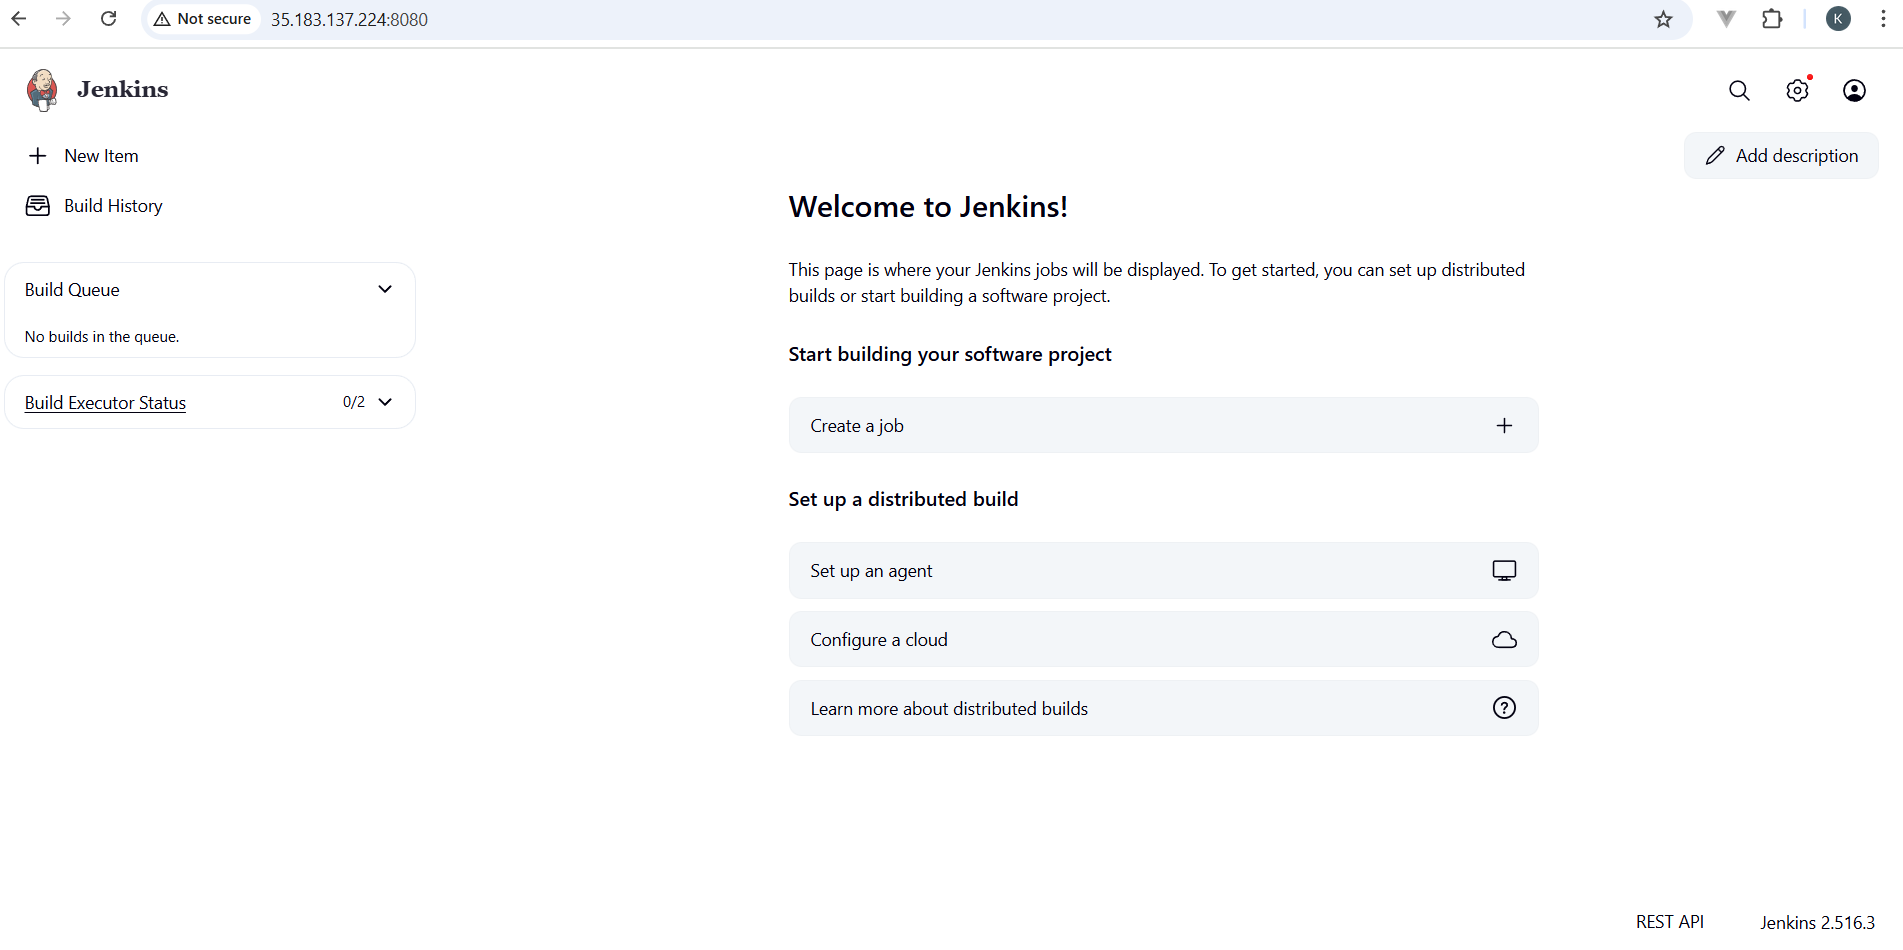 Not secure
35.183.137.224:8080
K
Jenkins
New Item
Add description
Build History
Welcome to Jenkins!
This page is where your Jenkins jobs will be displayed. To get started, you can set up distributed
builds or start building a software project.
Build Queue
No builds in the queue.
Build Executor Status
0/2
Start building your software project
Create a job
Set up a distributed build
Set up an agent
Configure a cloud
Learn more about distributed builds
REST API
Jenkins 2.516.3